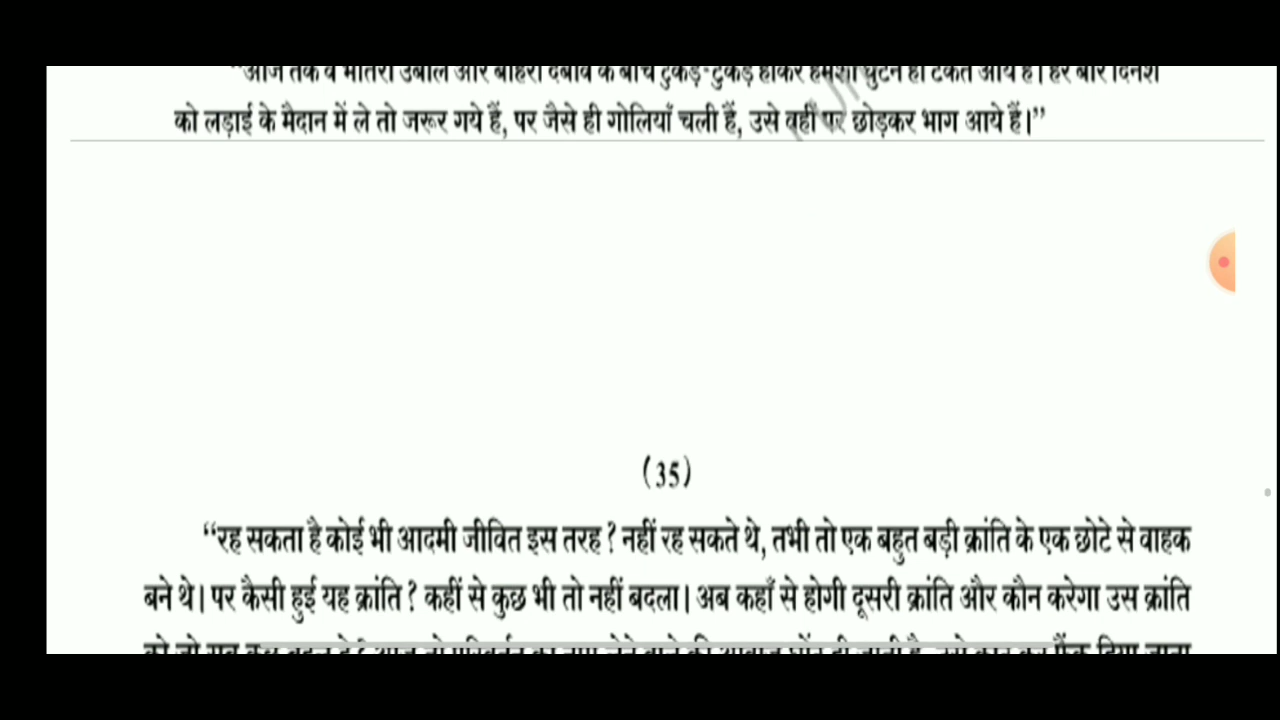 "आज तक वे भीतरी उबाल और बाहरी दबाव के बीच टुकड़े-टुकड़े होकर हमेशा घुटने ही टेकते आये हैं। हर बार दिनेश
को लड़ाई के मैदान में ले तो जरूर गये हैं, पर जैसे ही गोलियाँ चली हैं, उसे वहीं पर छोड़कर भाग आये हैं।"
(35)
"रह सकता है कोई भी आदमी जीवित इस तरह? नहीं रह सकते थे, तभी तो एक बहुत बड़ी क्रांति के एक छोटे से वाहक
बने थे। पर कैसी हुई यह क्रांति? कहीं से कुछ भी तो नहीं बदला। अब कहाँ से होगी दूसरी क्रांति और कौन करेगा उस क्रांति